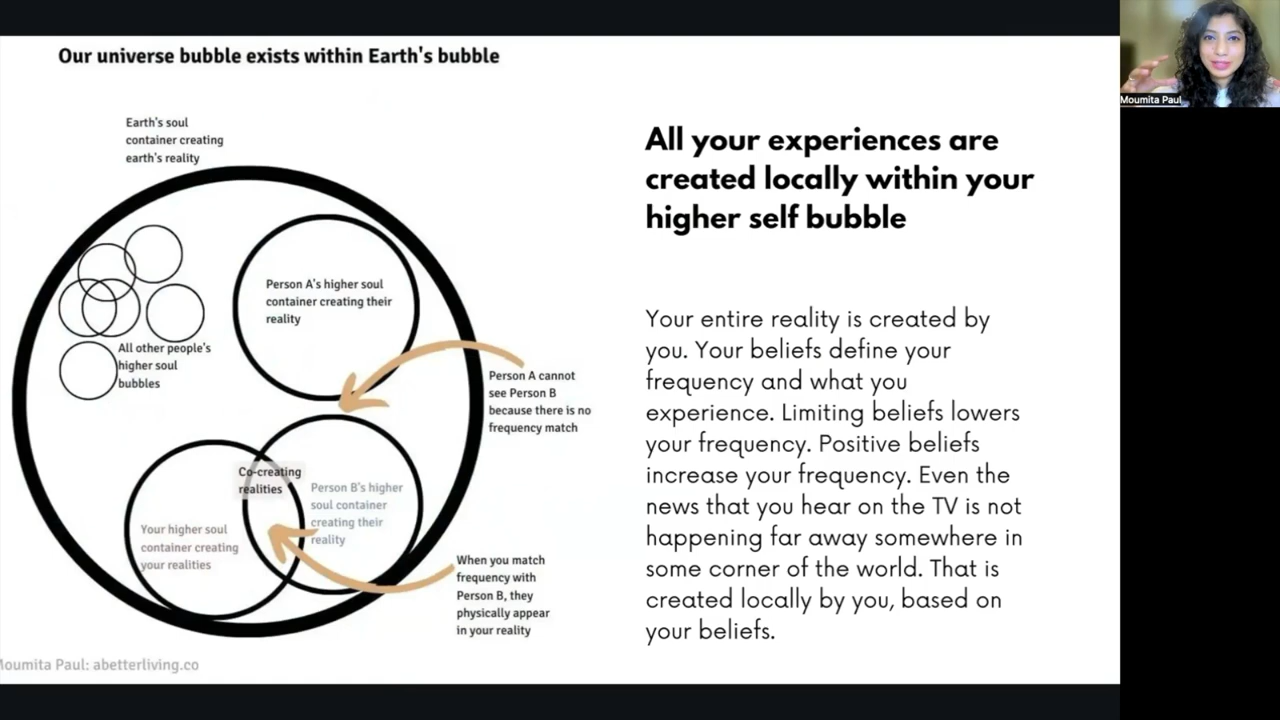 Our universe bubble exists within Earth's bubble
Earth's soul
container creating
earth's reality
Person A's higher soul
container creating their
reality
All other people's
higher soul
bubbles
Person A cannot
see Person B
because there is no
frequency match
Co-creating
realities
Person B's higher
soul container
creating their
reality
Your higher soul
container creating
your realities
When you match
frequency with
Person B, they
physically appear
in your reality
Moumita Paul: abetterliving.co
All your experiences are
created locally within your
higher self bubble
Your entire reality is created by
you. Your beliefs define your
frequency and what you
experience. Limiting beliefs lowers
your frequency. Positive beliefs
increase your frequency. Even the
news that you hear on the TV is not
happening far away somewhere in
some corner of the world. That is
created locally by you, based on
your beliefs.
Moumita Paul